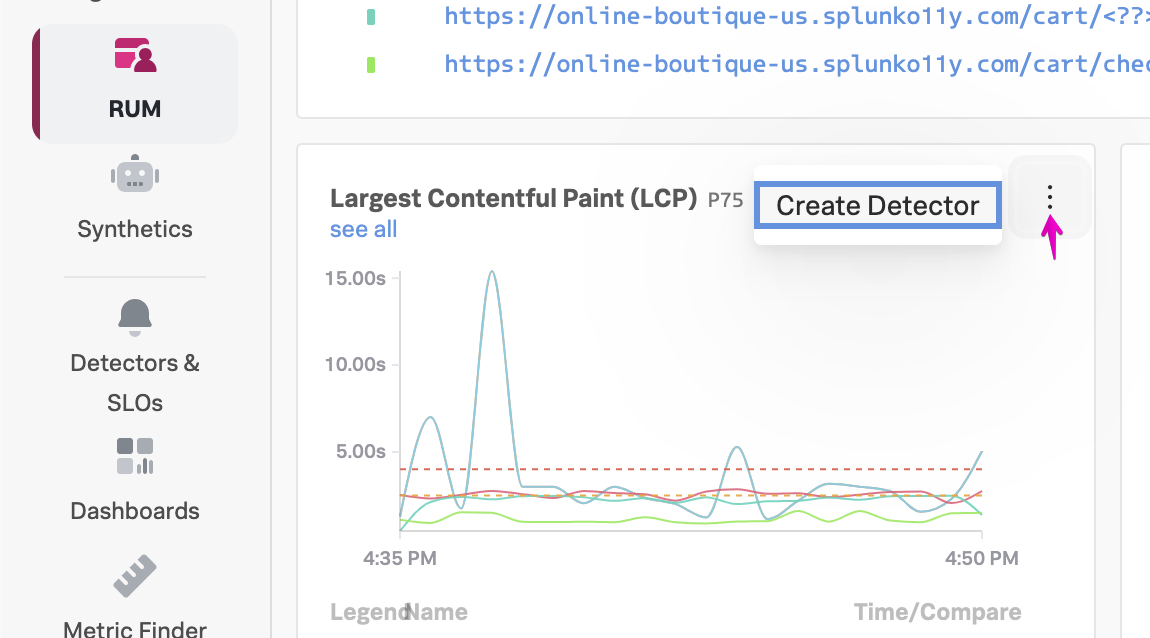 https://online-boutique-us.splunko11y.com/cart/<??>
https://online-boutique-us.splunko11y.com/cart/chec
RUM
Synthetics
Detectors &
SLOs
Dashboards
Metric Finder
Largest Contentful Paint (LCP) P75
see all
Create Detector
15.00s
10.00s
5.00s
4:35 PM
4:50 PM
Legend
Name
Time/Compare